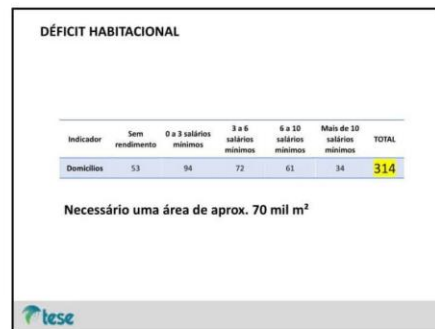 DÉFICIT HABITACIONAL
Indicador Sem rendimento 0 a 3 salários mínimos 3 a 6 salários mínimos 6 a 10 salários mínimos Mais de 10 salários mínimos TOTAL
Domicílios 53 94 72 61 34 314
Necessário uma área de aprox. 70 mil m²
tese